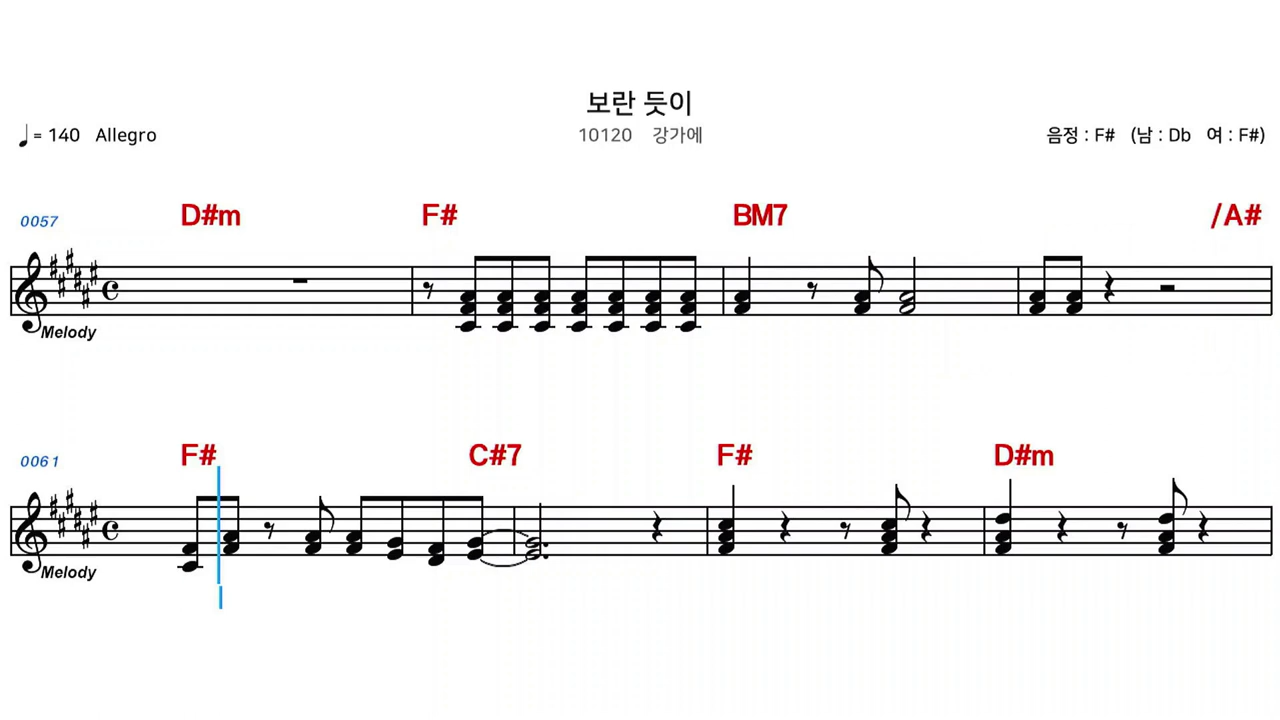 보란 듯이
= 140 Allegro
10120 강가에
음정 : F# (남 : Db 여 : F#)
0057 D#m F# BM7 /A#
Melody
0061 F# C#7 F# D#m
Melody